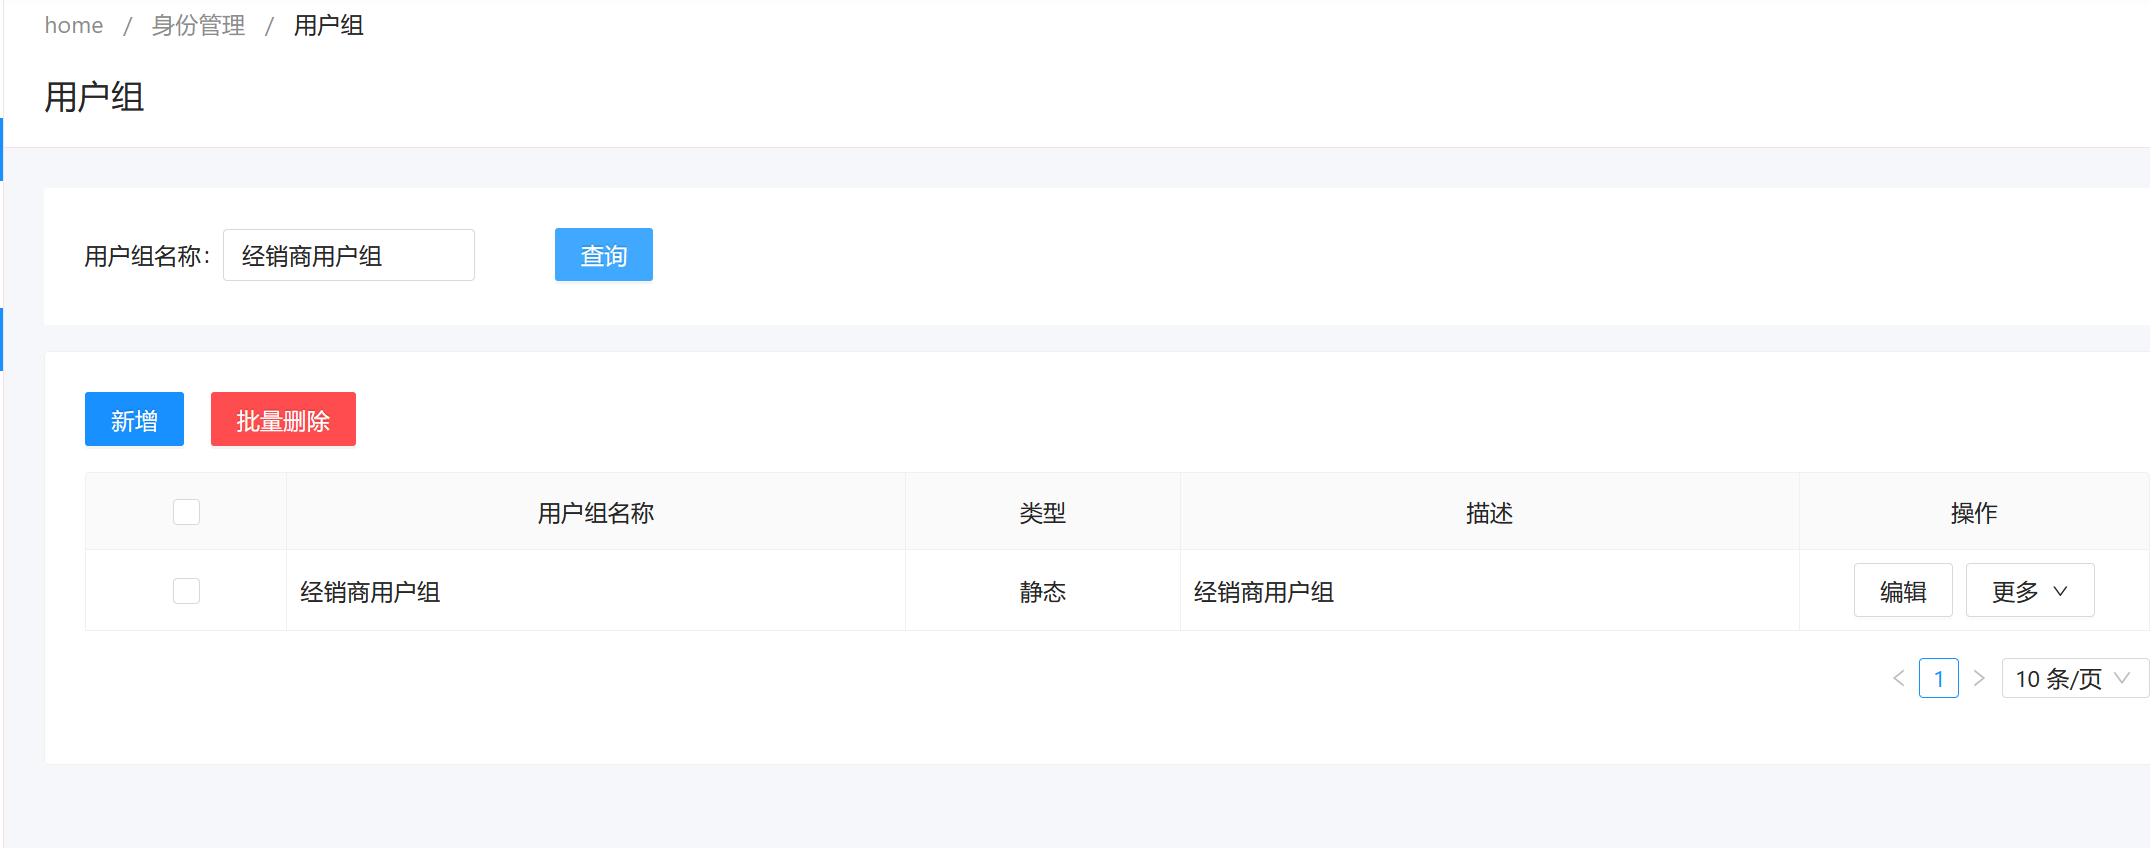 home / 身份管理 / 用户组
用户组
用户组名称: 经销商用户组 查询
新增 批量删除
用户组名称 类型 描述 操作
经销商用户组 静态 经销商用户组 编辑 更多
1 10 条/页